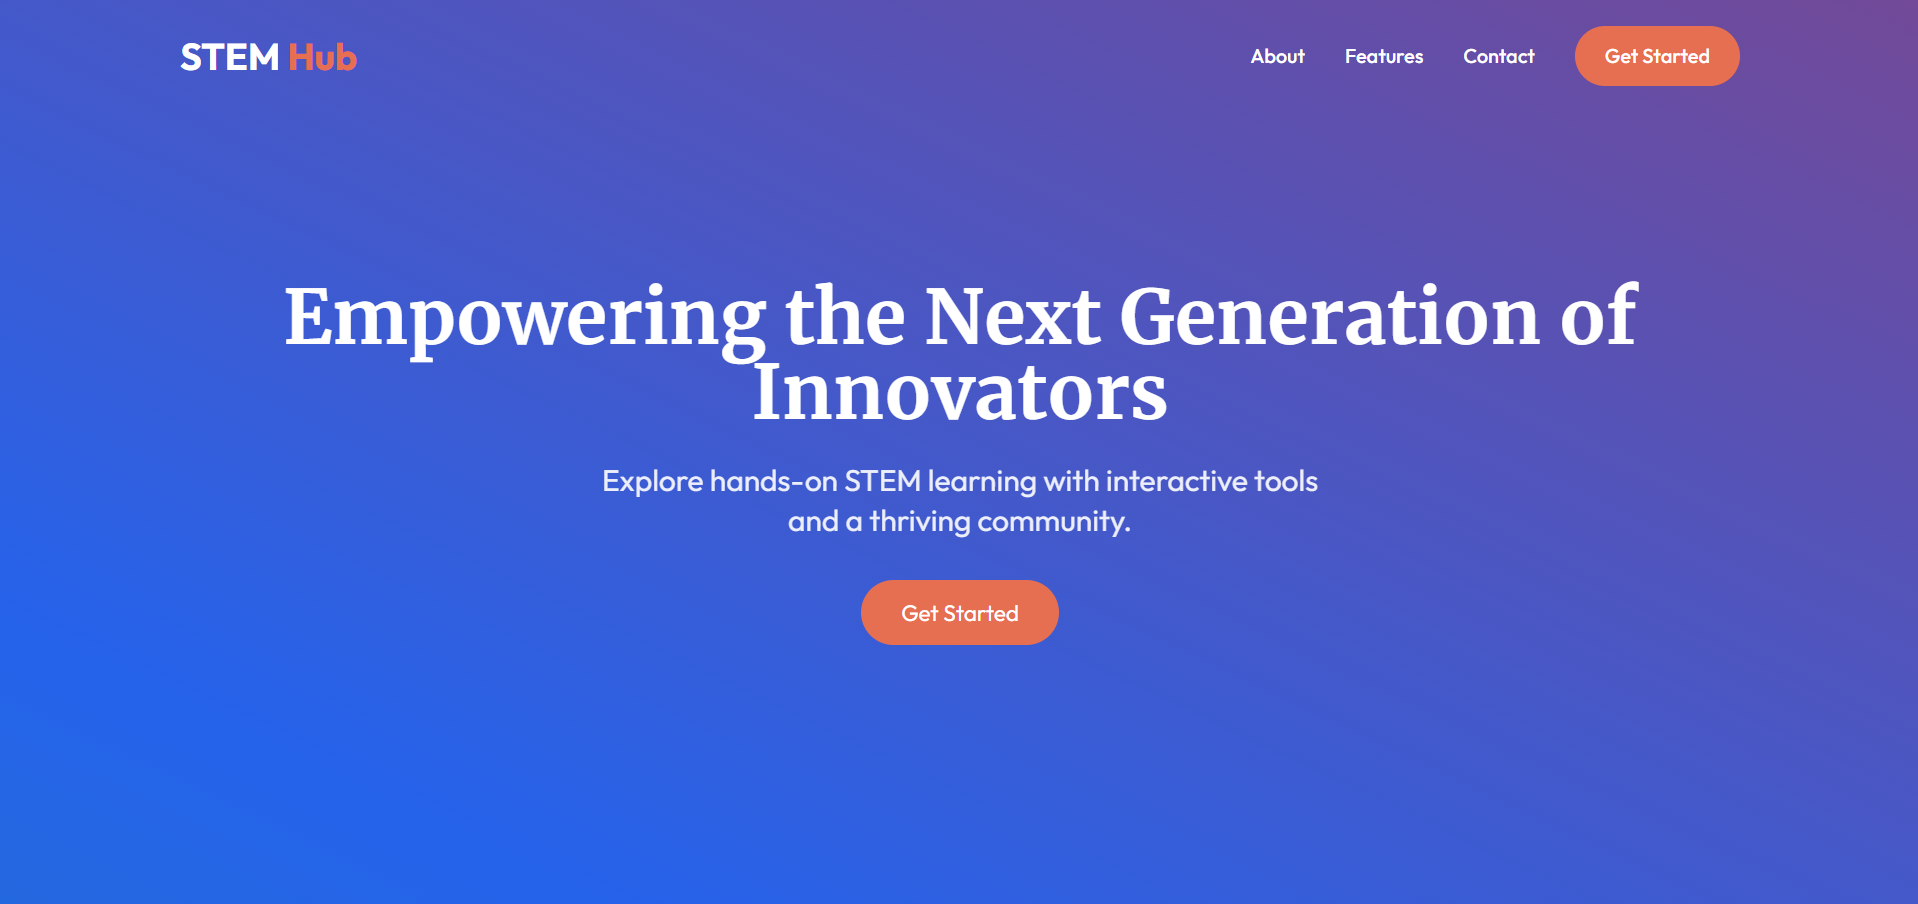 STEM Hub
About
Features
Contact
Get Started
Empowering the Next Generation of
Innovators
Explore hands-on STEM learning with interactive tools
and a thriving community.
Get Started